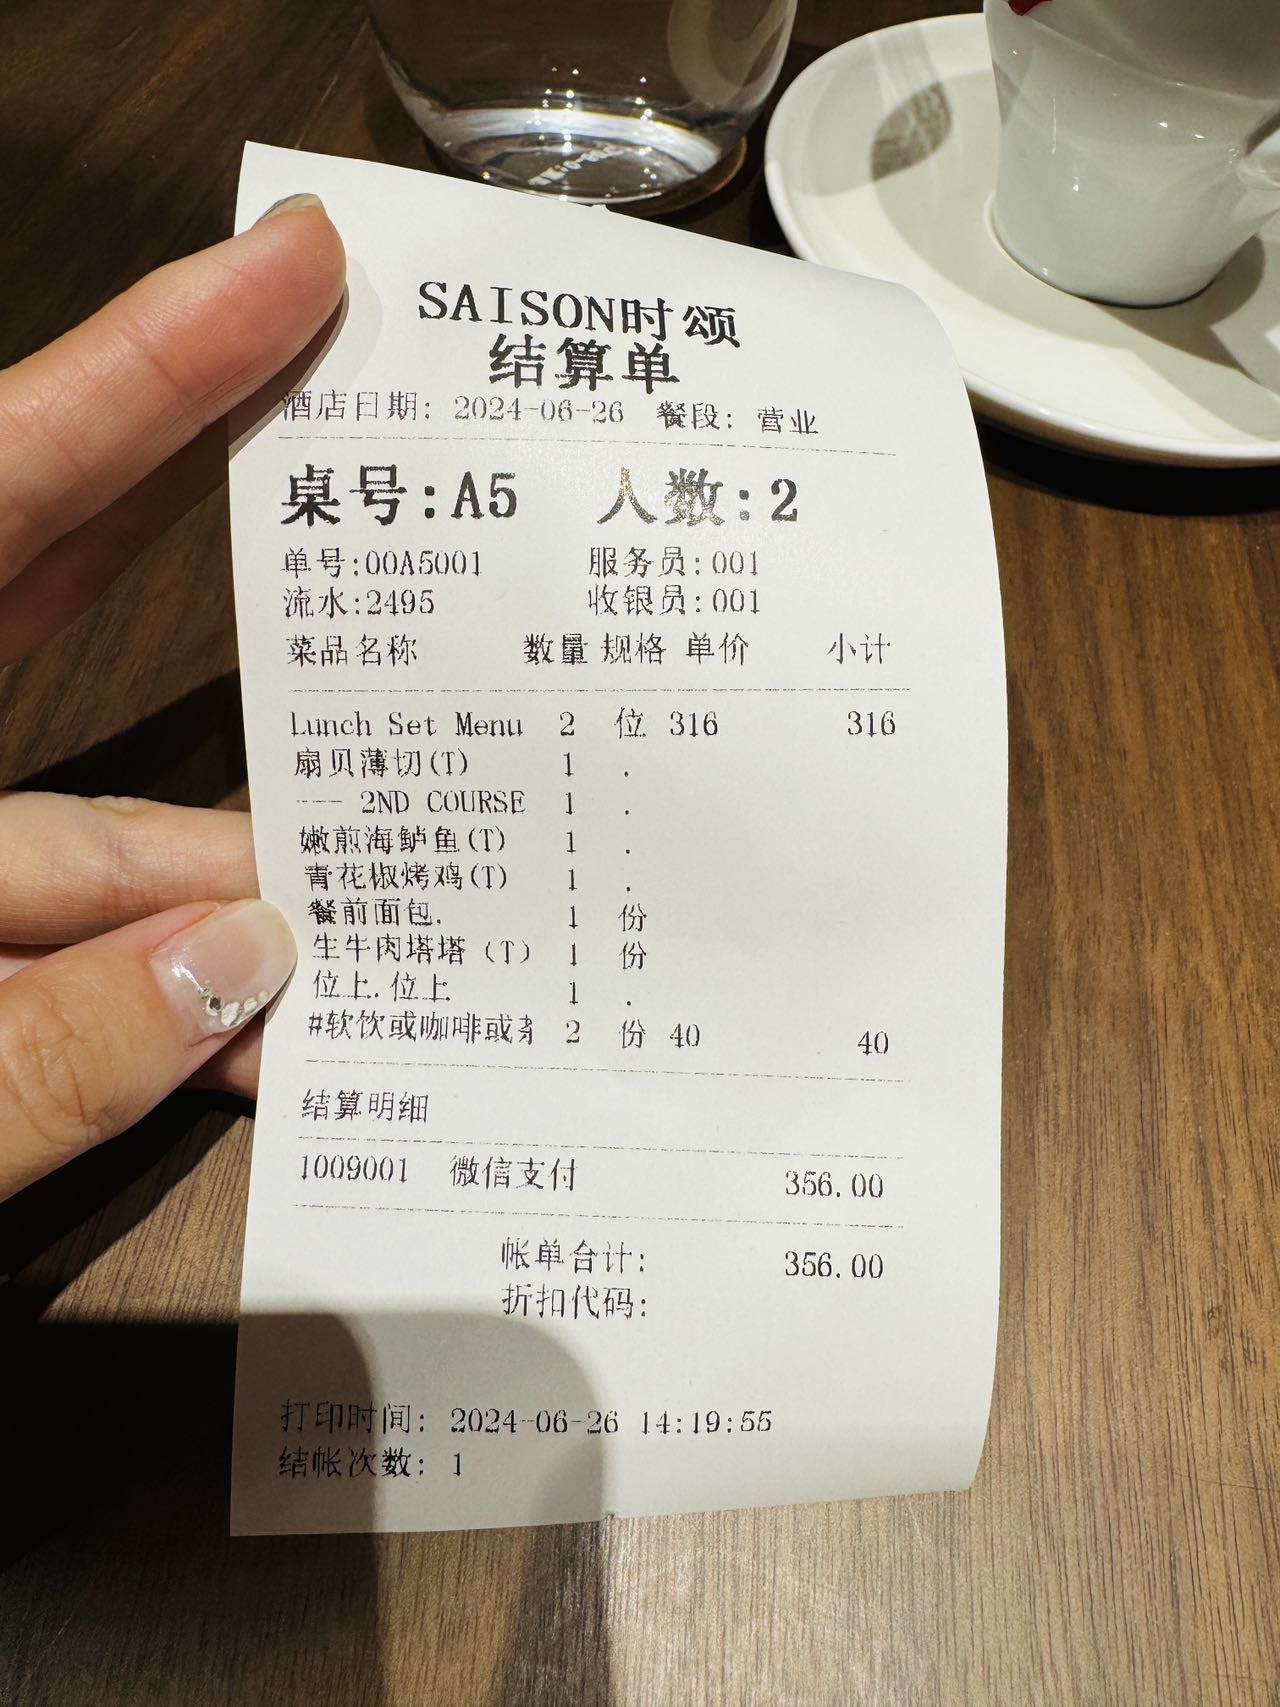 SAISON时颂
结算单
酒店日期: 2024-06-26 餐段: 营业
桌号:A5 人数:2
单号:00A5001 服务员:001
流水:2495 收银员:001
菜品名称 数量 规格 单价 小计
Lunch Set Menu 2 位 316 316
扇贝薄切(T) 1 .
--- 2ND COURSE 1 .
嫩煎海鲈鱼(T) 1 .
青花椒烤鸡(T) 1 .
餐前面包. 1 份
生牛肉塔塔 (T) 1 份
位上.位上 1 .
#软饮或咖啡或 2 份 40 40
结算明细
1009001 微信支付 356.00
帐单合计: 356.00
折扣代码:
打印时间: 2024-06-26 14:19:55
结帐次数: 1